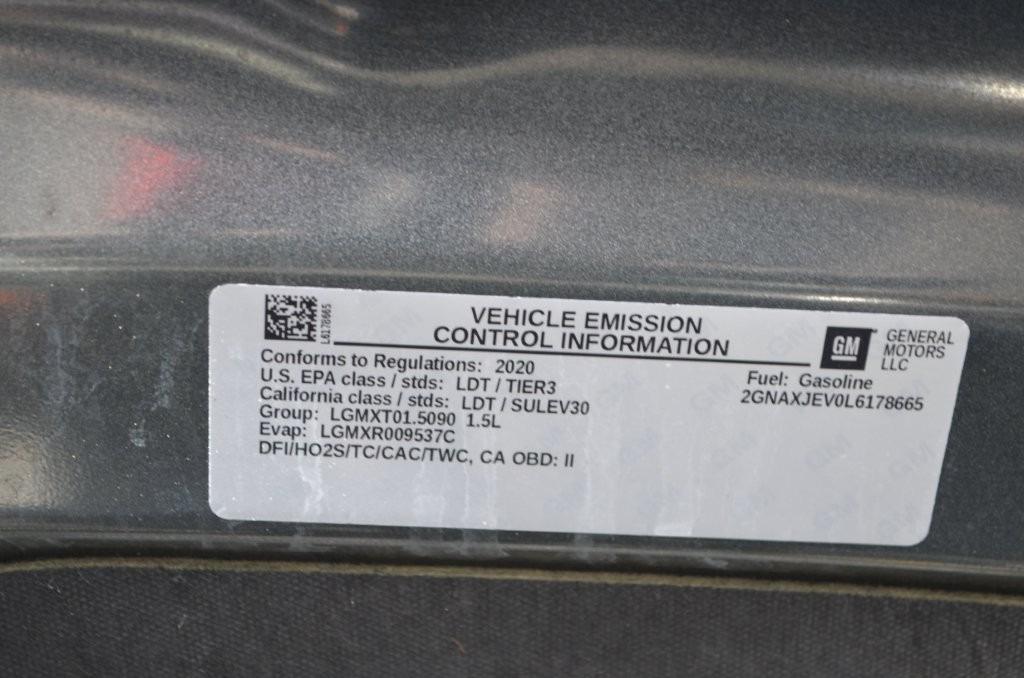 L6178665
VEHICLE EMISSION
CONTROL INFORMATION
GM
GENERAL
MOTORS
LLC
Conforms to Regulations: 2020
U.S. EPA class / stds: LDT / TIER3
California class / stds: LDT / SULEV30
Group: LGMXT01.5090 1.5L
Evap: LGMXR009537C
DFI/HO2S/TC/CAC/TWC, CA OBD: II
Fuel: Gasoline
2GNAXJEV0L6178665